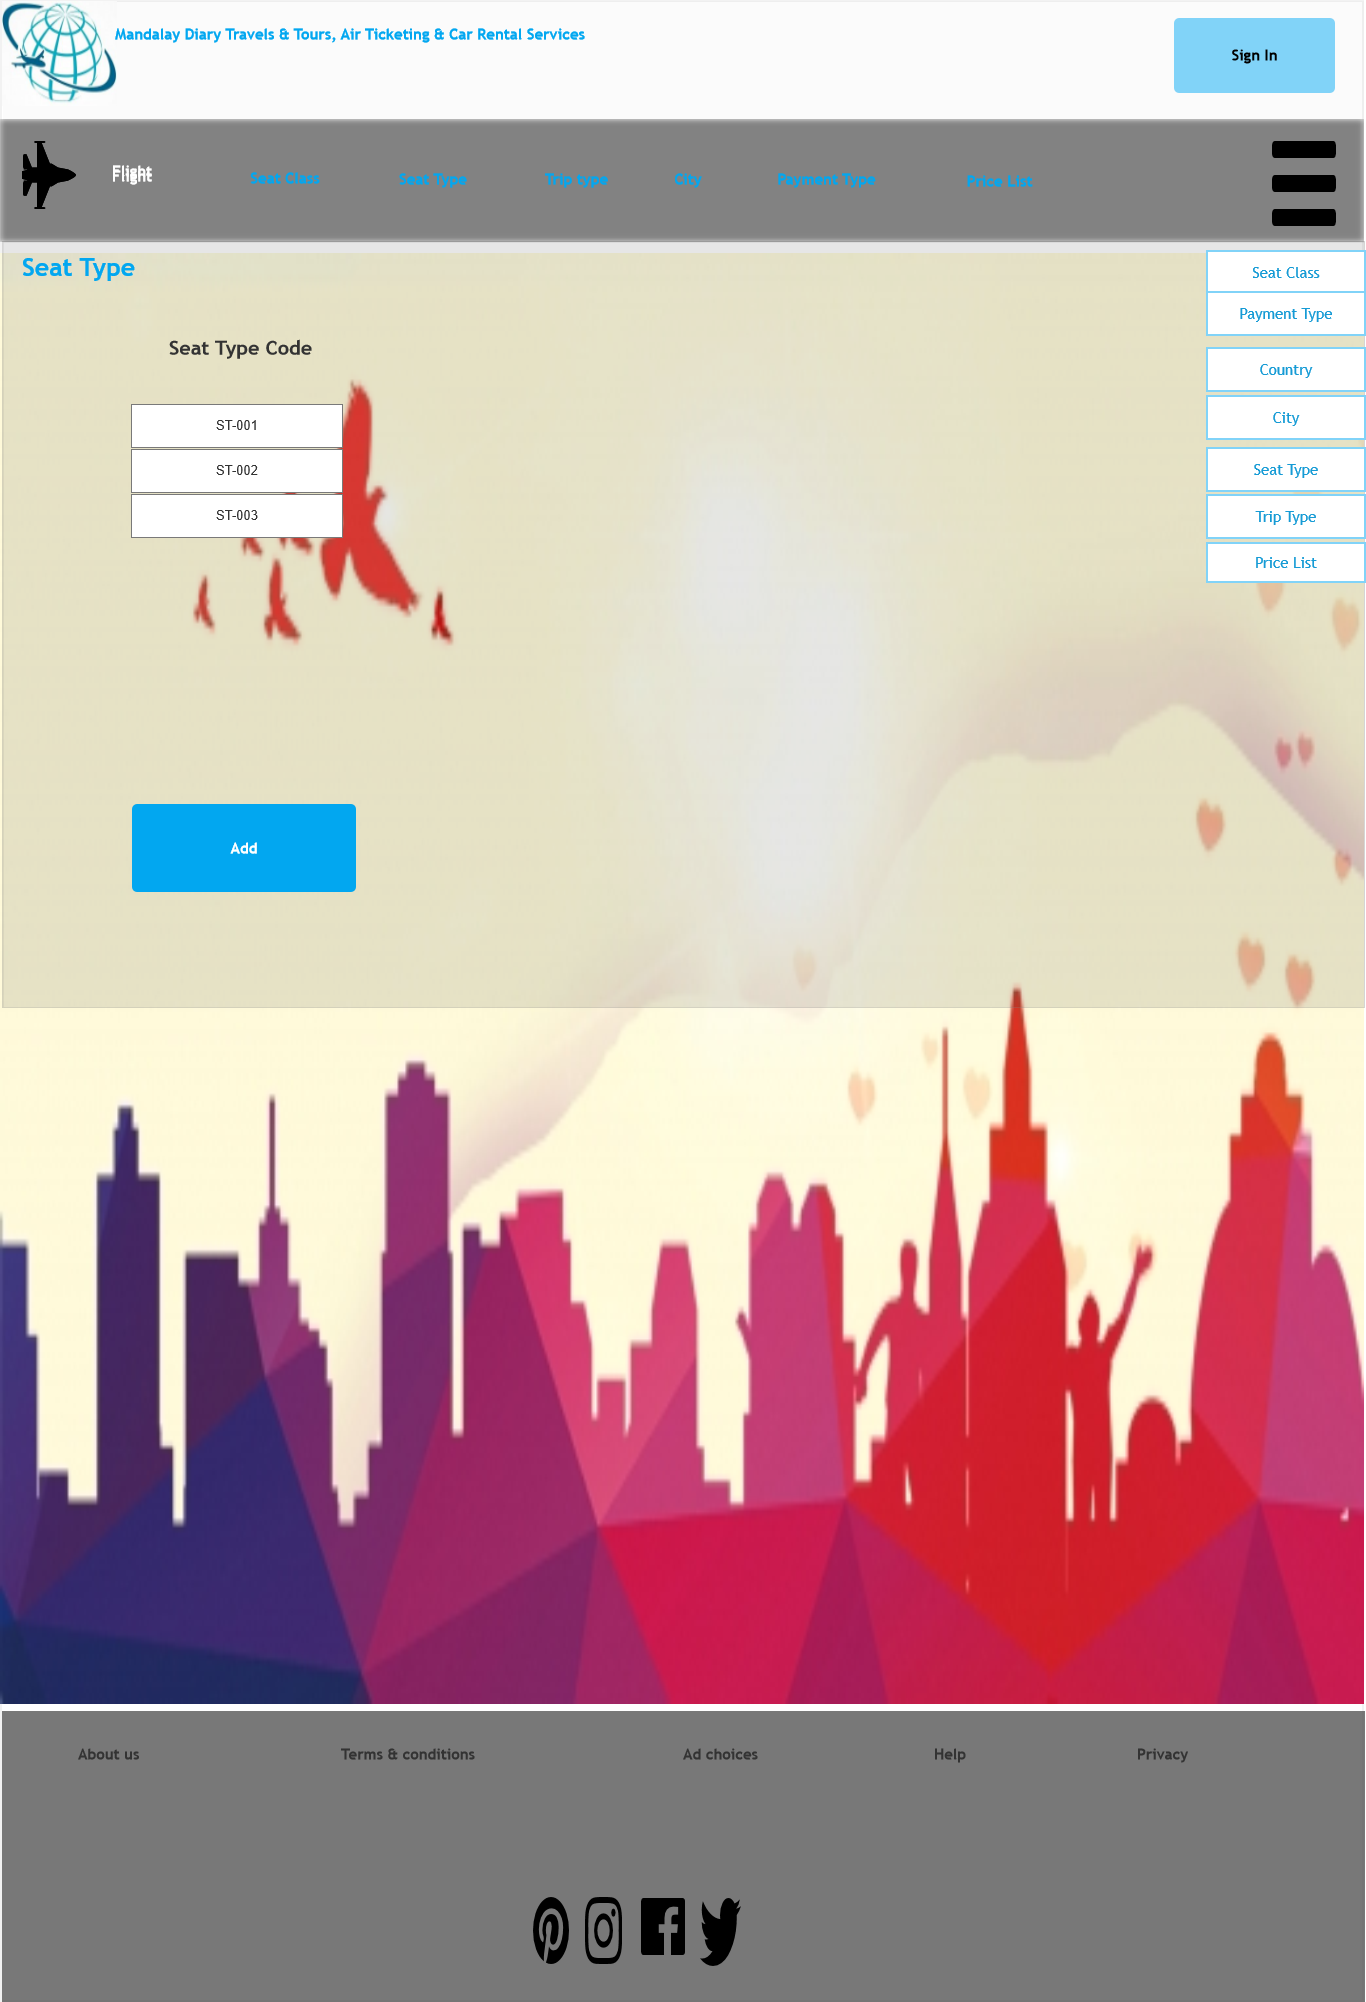 Mandalay Diary Travels & Tours, Air Ticketing & Car Rental Services
Sign In
Flight
Flight
Seat Class
Seat Type
Trip type
City
Payment Type
Price List
Seat Type
Seat Class
Payment Type
Country
City
Seat Type
Trip Type
Price List
Seat Type Code
ST-001
ST-002
ST-003
Add
About us
Terms & conditions
Ad choices
Help
Privacy